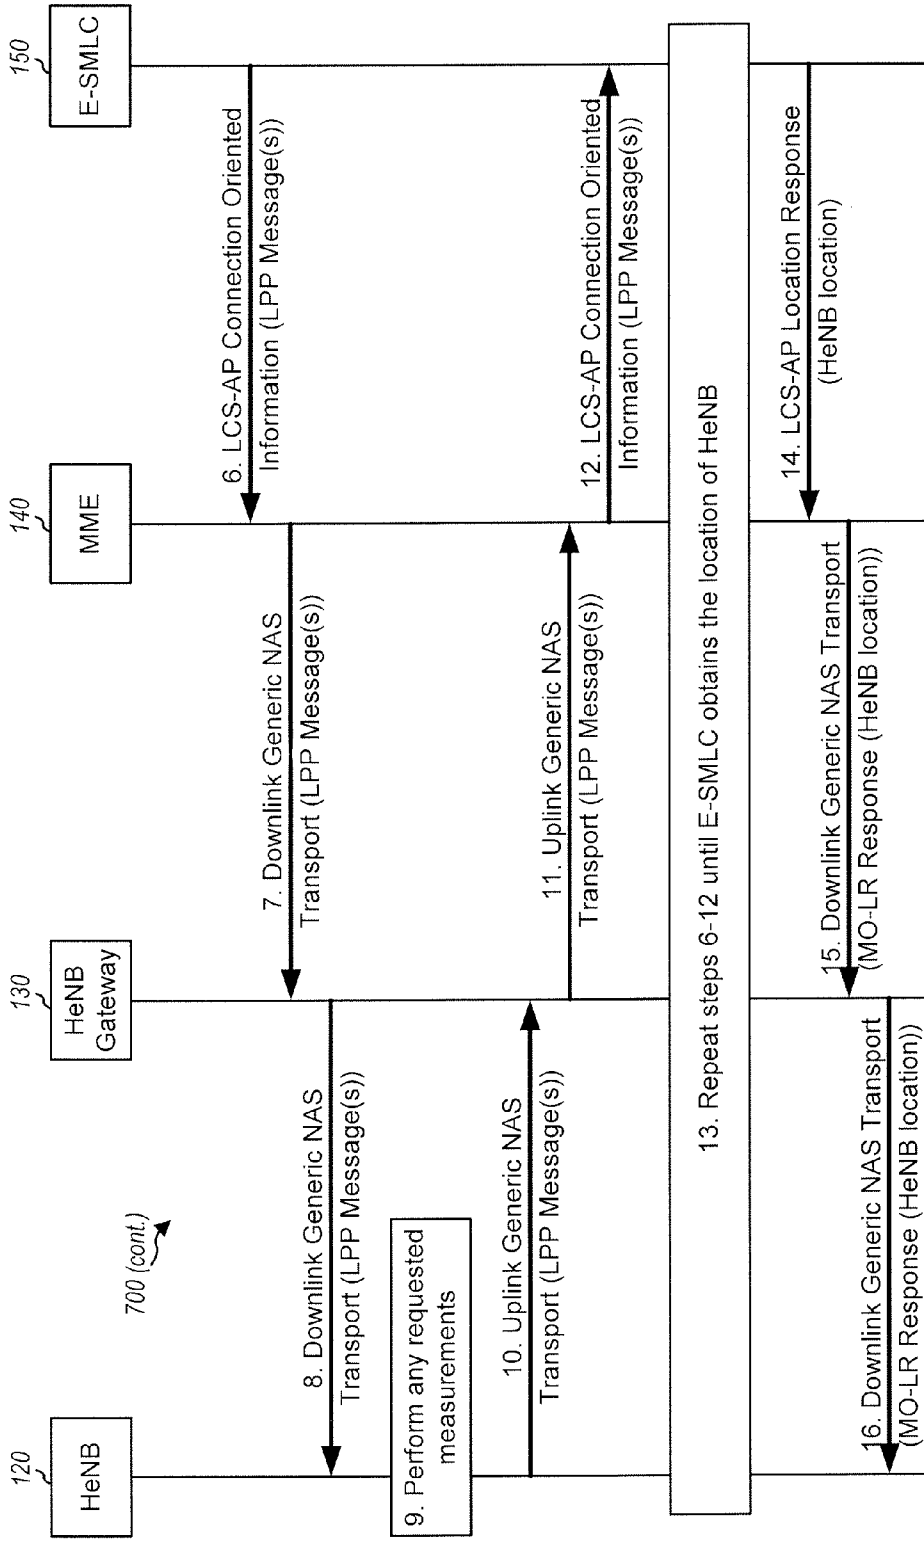 120
130
140
150
HeNB
HeNB
Gateway
MME
E-SMLC
700 (cont.)
6. LCS-AP Connection Oriented
Information (LPP Message(s))
7. Downlink Generic NAS
Transport (LPP Message(s))
8. Downlink Generic NAS
Transport (LPP Message(s))
9. Perform any requested
measurements
10. Uplink Generic NAS
Transport (LPP Message(s))
11. Uplink Generic NAS
Transport (LPP Message(s))
12. LCS-AP Connection Oriented
Information (LPP Message(s))
13. Repeat steps 6-12 until E-SMLC obtains the location of HeNB
14. LCS-AP Location Response
(HeNB location)
15. Downlink Generic NAS Transport
(MO-LR Response (HeNB location))
16. Downlink Generic NAS Transport
(MO-LR Response (HeNB location))